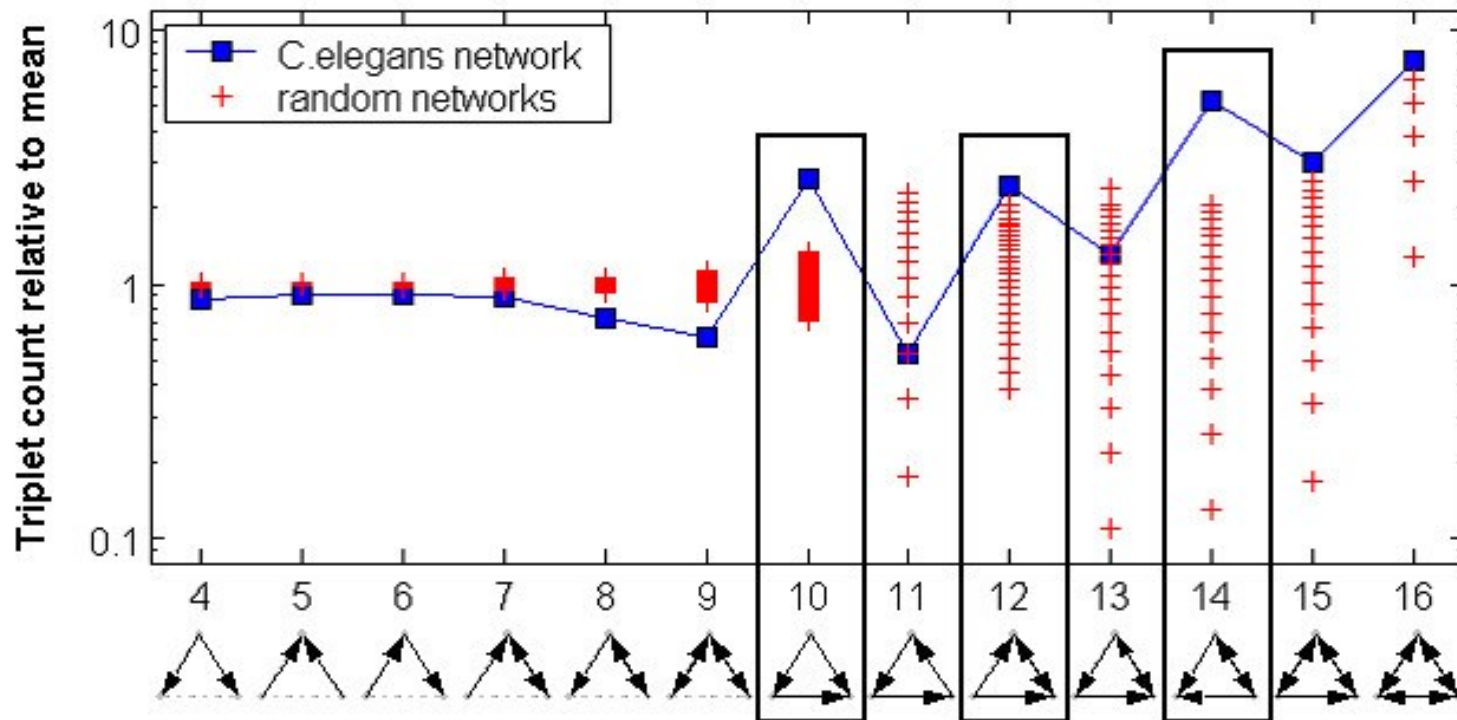 Triplet count relative to mean
10
1
0.1
C.elegans network
random networks
4 5 6 7 8 9 10 11 12 13 14 15 16